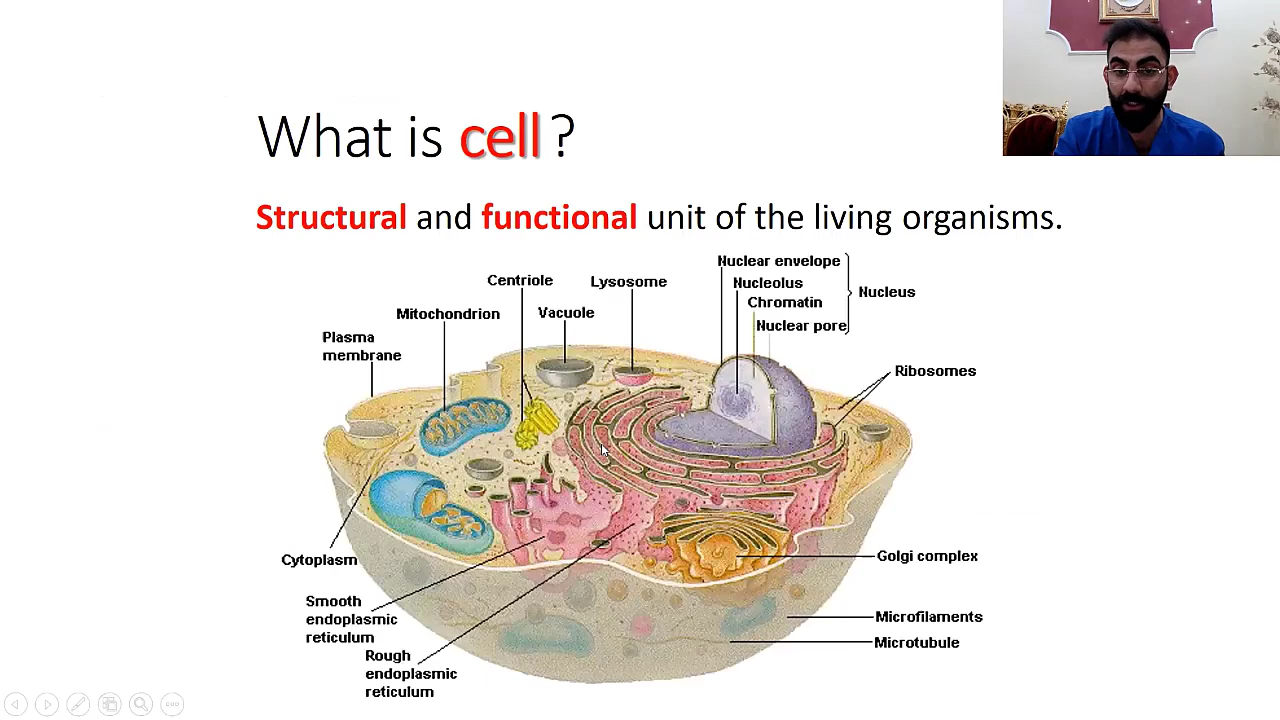 What is cell?
Structural and functional unit of the living organisms.
Nuclear envelope
Centriole
Lysosome
Nucleolus
Nucleus
Chromatin
Mitochondrion
Vacuole
Nuclear pore
Plasma
membrane
Ribosomes
Cytoplasm
Golgi complex
Smooth
endoplasmic
reticulum
Microfilaments
Microtubule
Rough
endoplasmic
reticulum